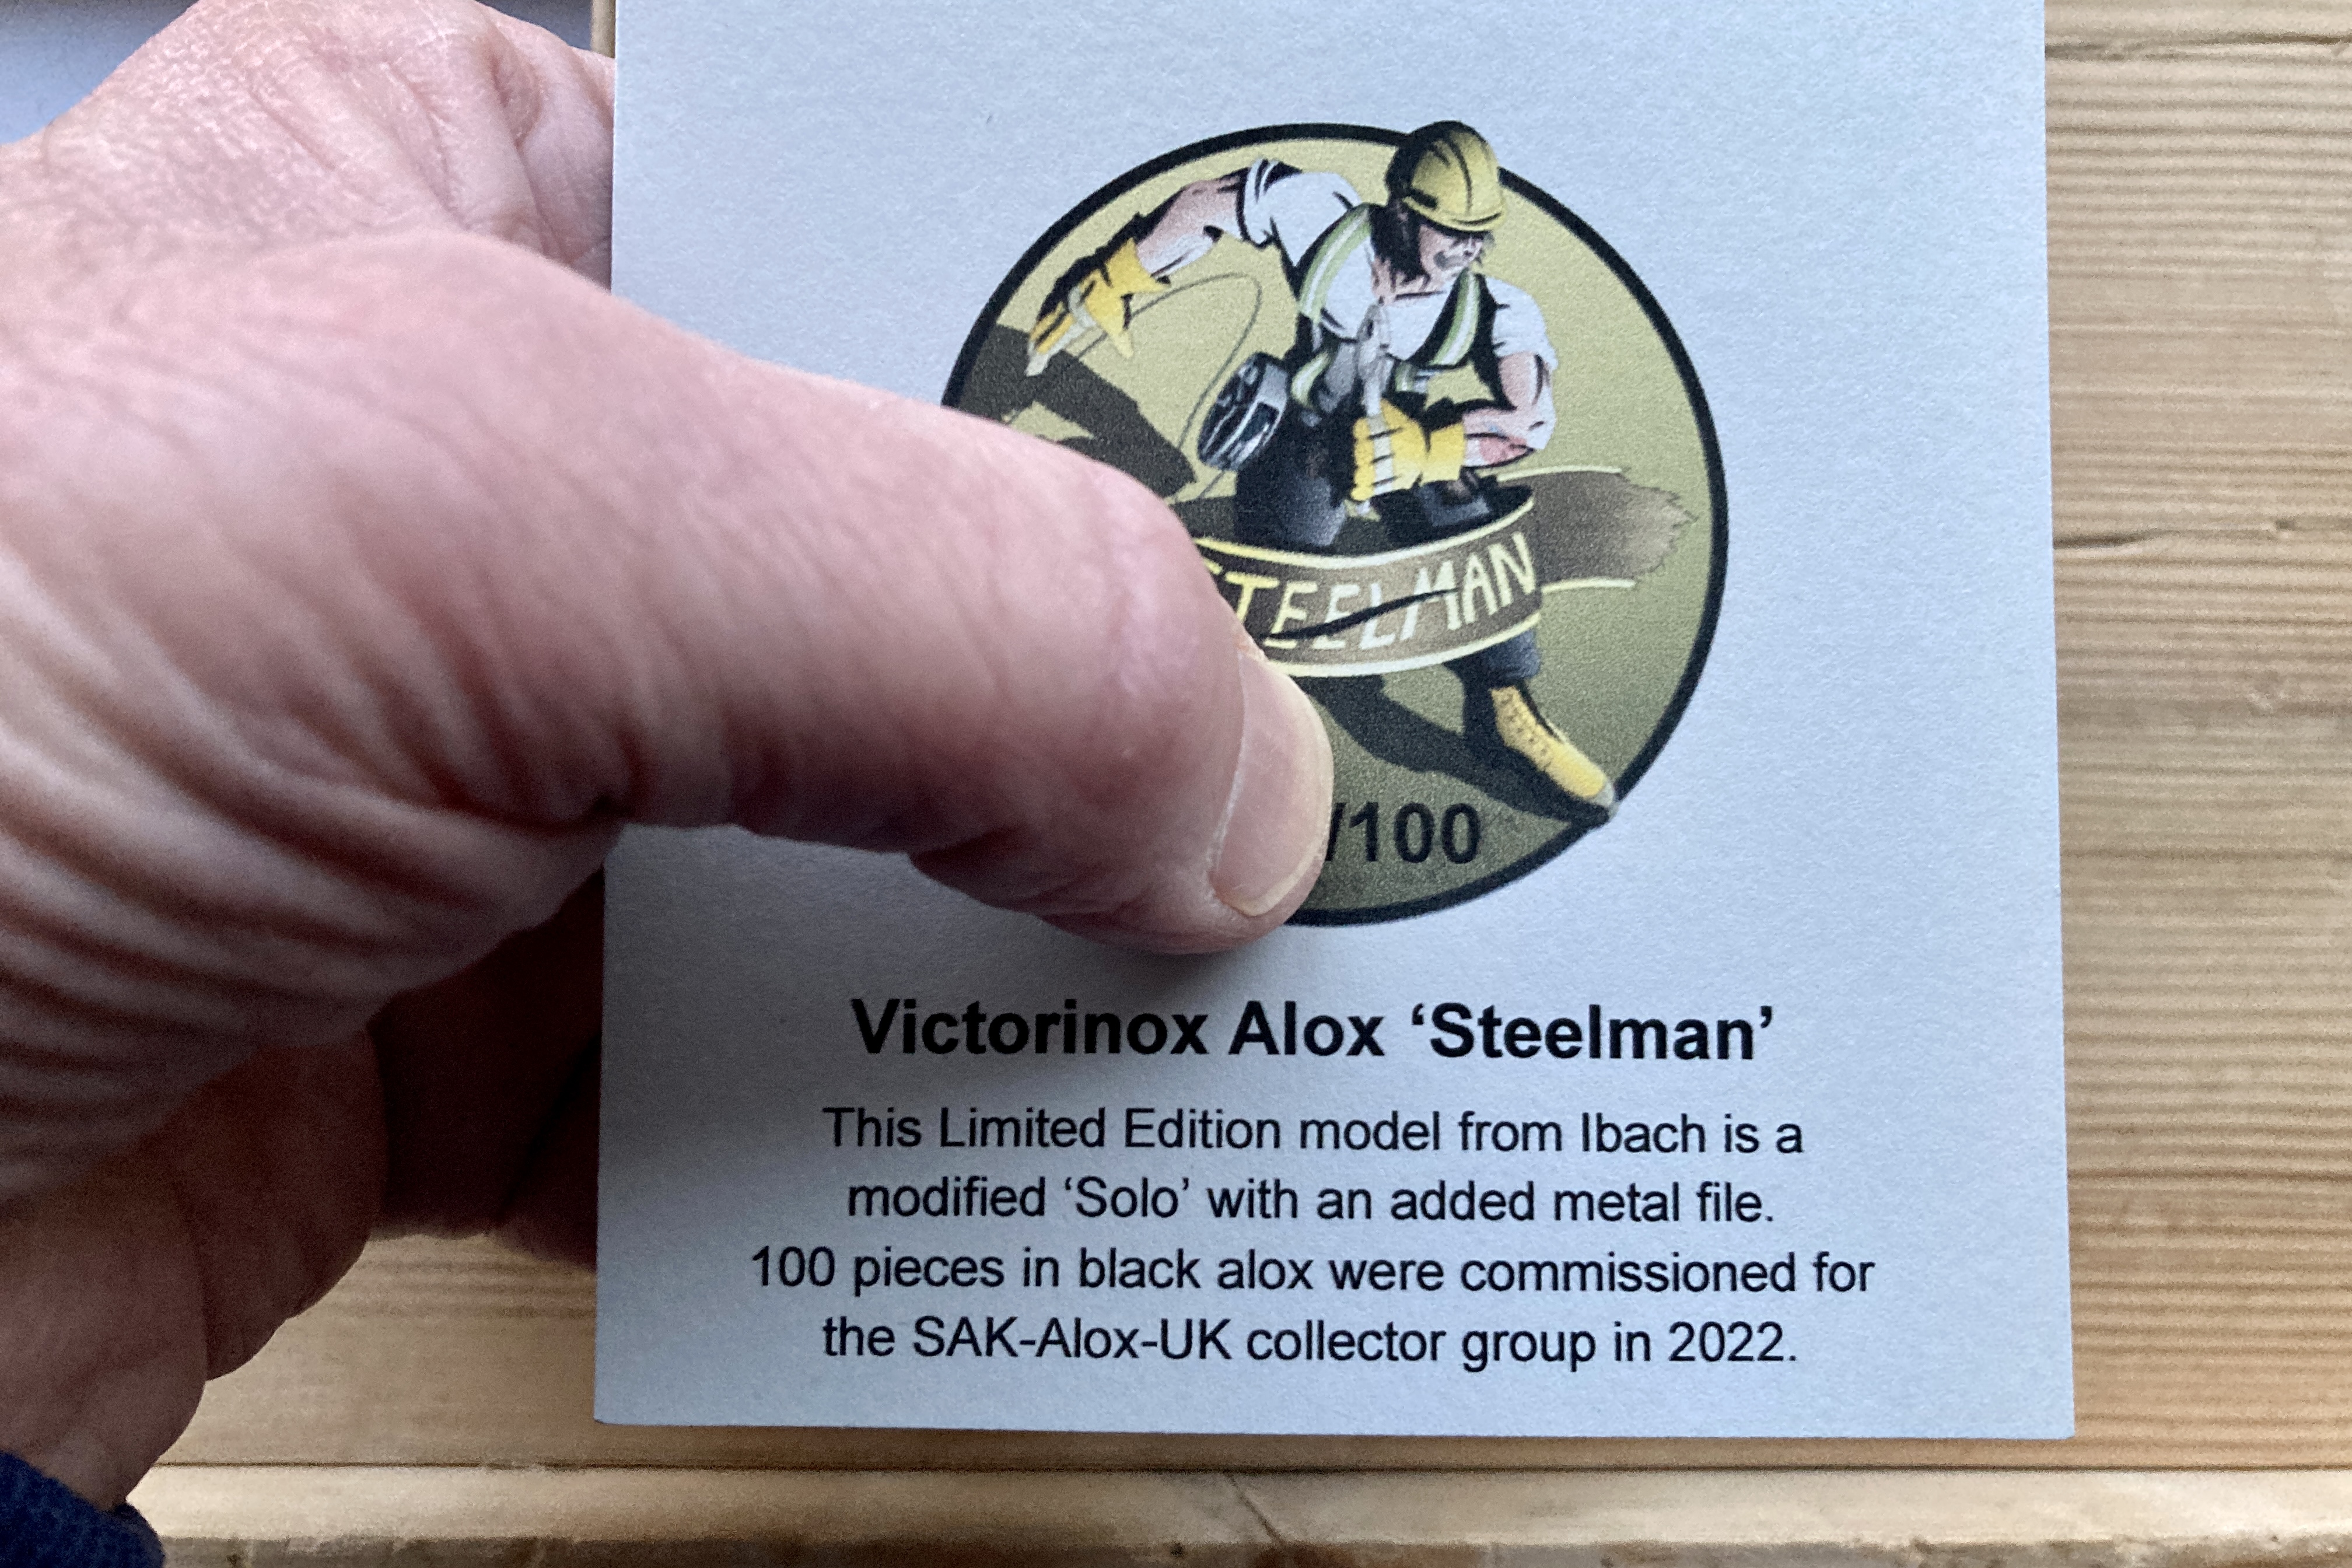 STEELMAN
/100
Victorinox Alox ‘Steelman’
This Limited Edition model from Ibach is a
modified ‘Solo’ with an added metal file.
100 pieces in black alox were commissioned for
the SAK-Alox-UK collector group in 2022.